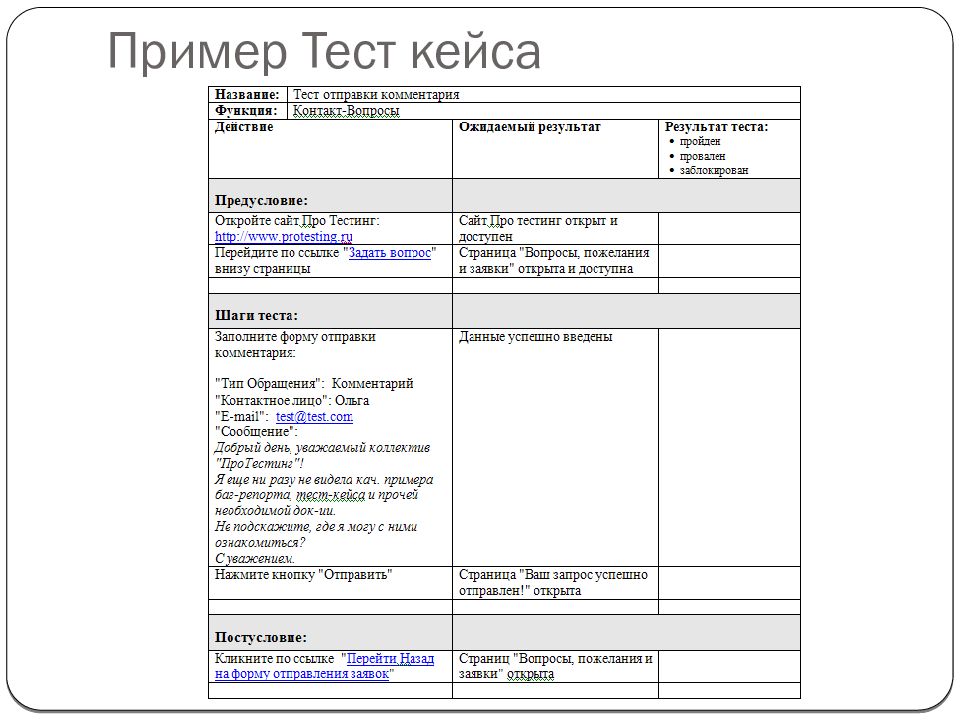 Пример Тест кейса
Название: Тест отправки комментария
Функция: Контакт-Вопросы
Действие Ожидаемый результат Результат теста:
• пройден
• провален
• заблокирован
Предусловие:
Откройте сайт Про Тестинг: Сайт Про тестинг открыт и
http://www.protesting.ru доступен
Перейдите по ссылке "Задать вопрос" Страница "Вопросы, пожелания
внизу страницы и заявки" открыта и доступна
Шаги теста:
Заполните форму отправки Данные успешно введены
комментария:
"Тип Обращения": Комментарий
"Контактное лицо": Ольга
"E-mail": test@test.com
"Сообщение":
Добрый день, уважаемый коллектив
"ПроТестинг"!
Я еще ни разу не видела кач. примера
баг-репорта, тест-кейса и прочей
необходимой док-ии.
Не подскажите, где я могу с ними
ознакомиться?
С уважением.
Нажмите кнопку "Отправить" Страница "Ваш запрос успешно
отправлен!" открыта
Постусловие:
Кликните по ссылке "Перейти Назад Страниц "Вопросы, пожелания и
на форму отправления заявок" заявки" открыта